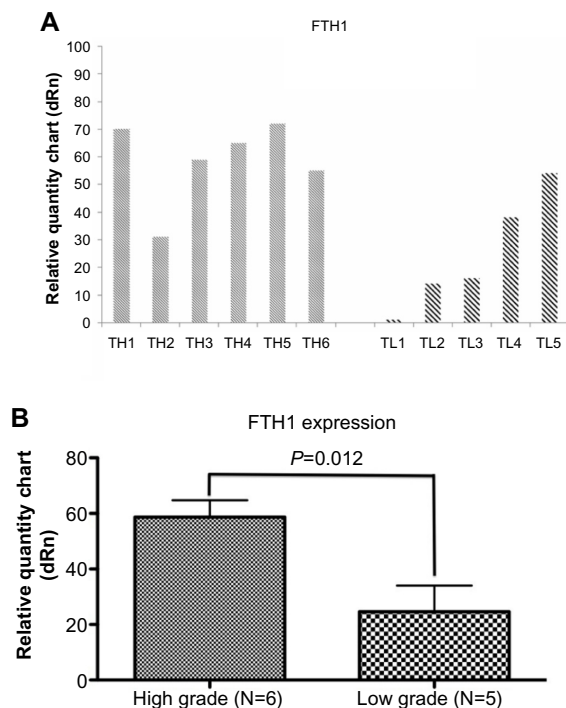 A
FTH1
Relative quantity chart (dRn)
100
90
80
70
60
50
40
30
20
10
0
TH1 TH2 TH3 TH4 TH5 TH6 TL1 TL2 TL3 TL4 TL5
B
FTH1 expression
P=0.012
Relative quantity chart
(dRn)
80
60
40
20
0
High grade (N=6) Low grade (N=5)